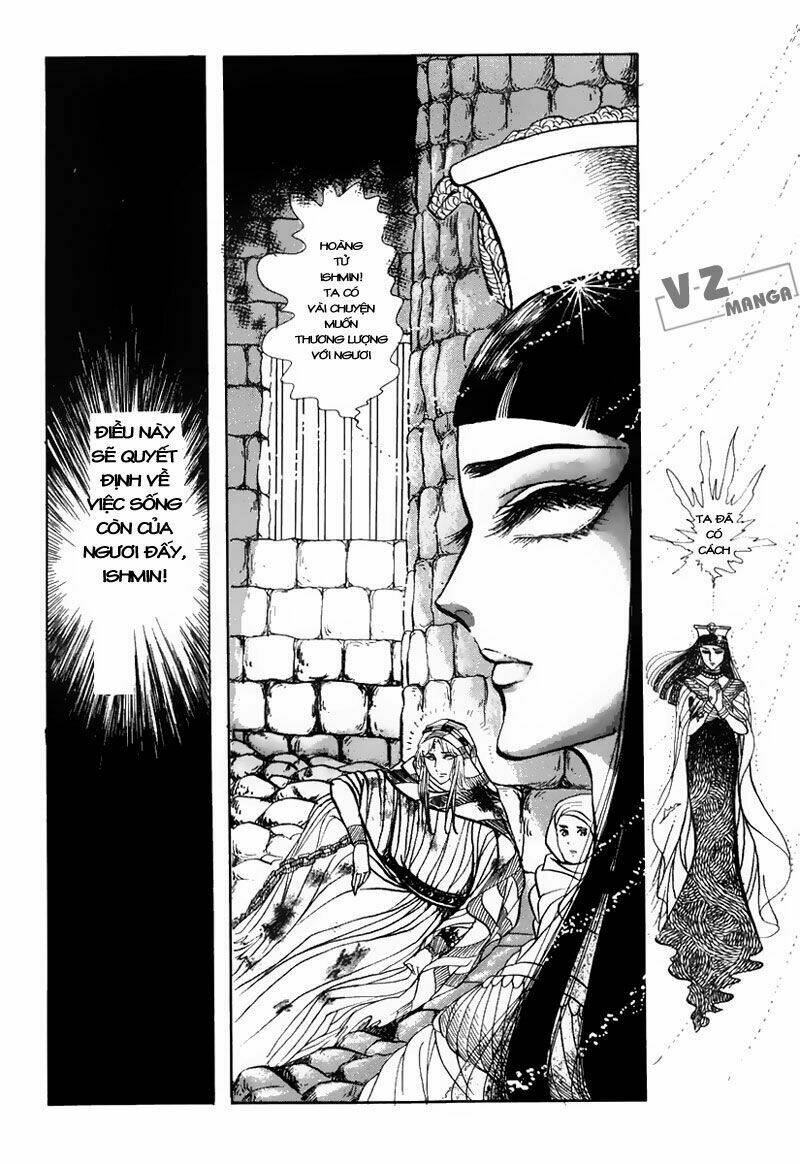 V-Z
MANGA
TA ĐÃ
CÓ
CÁCH
HOÀNG
TỬ
ISHMIN!
TA CÓ
VÀI CHUYỆN
MUỐN
THƯƠNG LƯỢNG
VỚI NGƯƠI
ĐIỀU NÀY
SẼ QUYẾT
ĐỊNH VỀ
VIỆC SỐNG
CÒN CỦA
NGƯƠI ĐẤY,
ISHMIN!